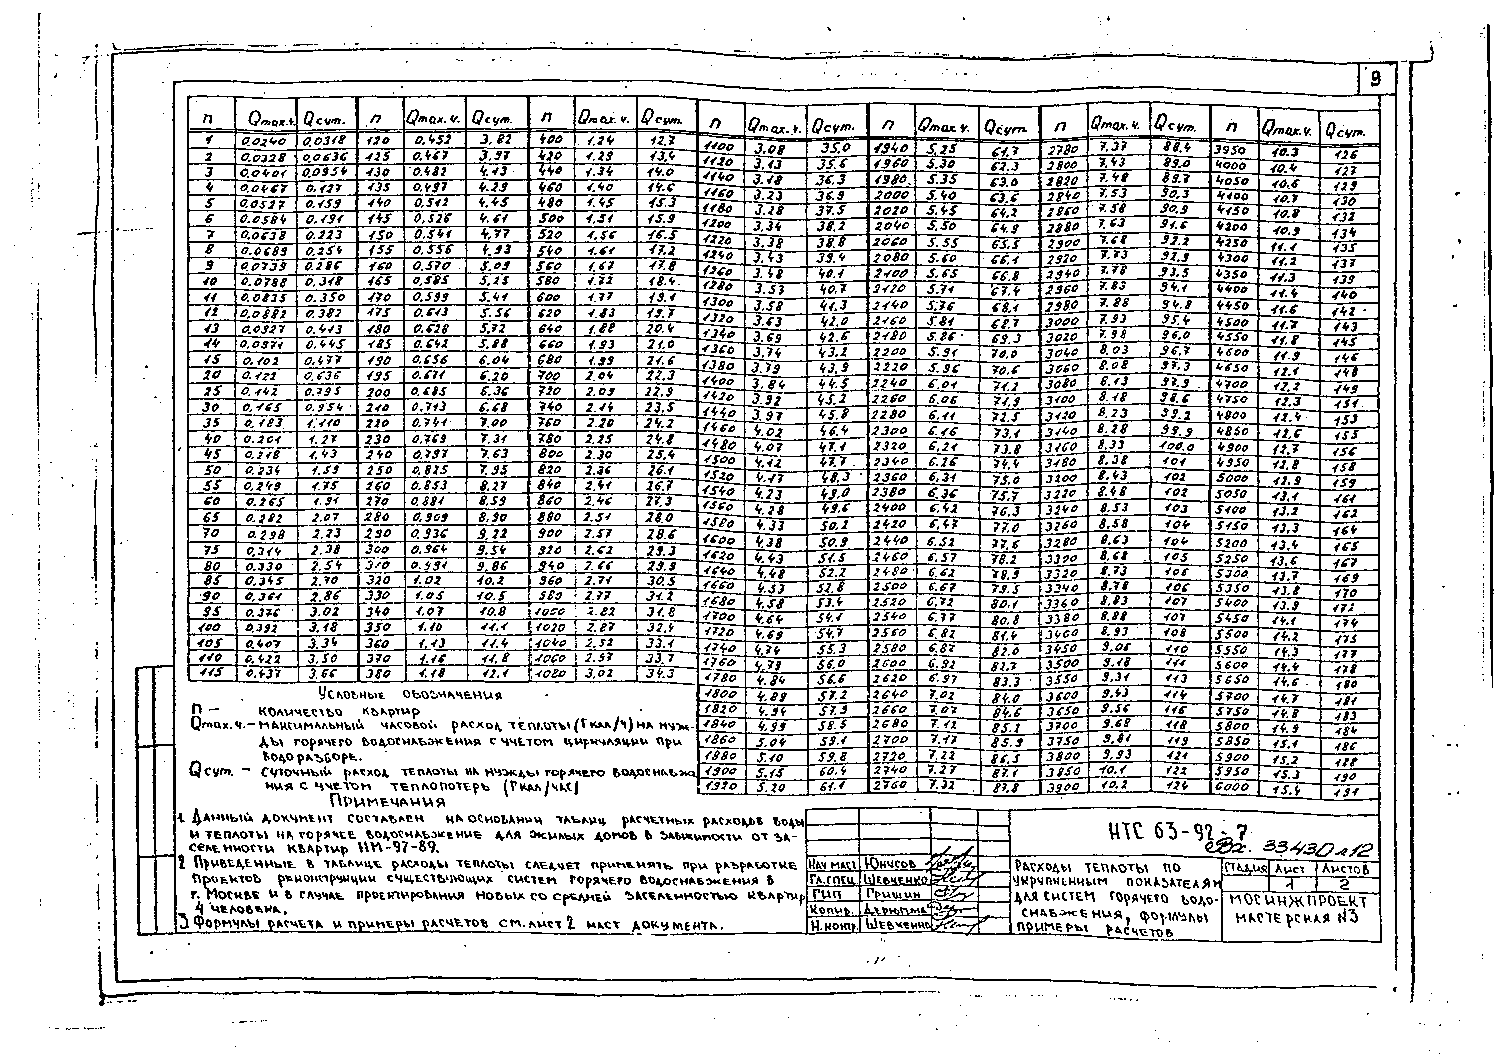 9
n Qmax.ч. Qсут. n Qmax.ч. Qсут. n Qmax.ч. Qсут. n Qmax.ч. Qсут. n Qmax.ч. Qсут. n Qmax.ч. Qсут. n Qmax.ч. Qсут.
1 0.0240 0.0318 120 0.452 3.82 400 1.24 12.7 1100 3.08 35.0 1940 5.25 61.7 2780 7.37 88.4 3950 10.3 126
2 0.0328 0.0636 125 0.467 3.97 420 1.29 13.4 1120 3.13 35.6 1960 5.30 62.3 2800 7.43 89.0 4000 10.4 127
3 0.0401 0.0954 130 0.482 4.13 440 1.34 14.0 1140 3.18 36.3 1980 5.35 63.0 2820 7.48 89.7 4050 10.6 129
4 0.0467 0.127 135 0.497 4.29 460 1.40 14.6 1160 3.23 36.9 2000 5.40 63.6 2840 7.53 90.3 4100 10.7 130
5 0.0527 0.159 140 0.512 4.45 480 1.45 15.3 1180 3.28 37.5 2020 5.45 64.2 2860 7.58 90.9 4150 10.8 132
6 0.0584 0.191 145 0.526 4.61 500 1.51 15.9 1200 3.34 38.2 2040 5.50 64.9 2880 7.63 91.6 4200 10.9 134
7 0.0638 0.223 150 0.541 4.77 520 1.56 16.5 1220 3.38 38.8 2060 5.55 65.5 2900 7.68 92.2 4250 11.1 135
8 0.0689 0.254 155 0.556 4.93 540 1.61 17.2 1240 3.43 39.4 2080 5.60 66.1 2920 7.73 92.9 4300 11.2 137
9 0.0739 0.286 160 0.570 5.09 560 1.67 17.8 1260 3.48 40.1 2100 5.65 66.8 2940 7.78 93.5 4350 11.3 139
10 0.0788 0.318 165 0.585 5.25 580 1.72 18.4 1280 3.53 40.7 2120 5.71 67.4 2960 7.83 94.1 4400 11.4 140
11 0.0835 0.350 170 0.599 5.41 600 1.77 19.1 1300 3.58 41.3 2140 5.76 68.1 2980 7.88 94.8 4450 11.6 142
12 0.0882 0.382 175 0.613 5.56 620 1.83 19.7 1320 3.63 42.0 2160 5.81 68.7 3000 7.93 95.4 4500 11.7 143
13 0.0927 0.413 180 0.628 5.72 640 1.88 20.4 1340 3.69 42.6 2180 5.86 69.3 3020 7.98 96.0 4550 11.8 145
14 0.0971 0.445 185 0.642 5.88 660 1.93 21.0 1360 3.74 43.2 2200 5.91 70.0 3040 8.03 96.7 4600 11.9 146
15 0.102 0.477 190 0.656 6.04 680 1.99 21.6 1380 3.79 43.9 2220 5.96 70.6 3060 8.08 97.3 4650 12.1 148
20 0.122 0.636 195 0.671 6.20 700 2.04 22.3 1400 3.84 44.5 2240 6.01 71.2 3080 8.13 97.9 4700 12.2 149
25 0.142 0.795 200 0.685 6.36 720 2.09 22.9 1420 3.92 45.2 2260 6.06 71.9 3100 8.18 98.6 4750 12.3 151
30 0.165 0.954 210 0.713 6.68 740 2.14 23.5 1440 3.97 45.8 2280 6.11 72.5 3120 8.23 99.2 4800 12.4 153
35 0.183 1.110 220 0.741 7.00 760 2.20 24.2 1460 4.02 46.4 2300 6.16 73.1 3140 8.28 99.9 4850 12.6 155
40 0.201 1.27 230 0.769 7.31 780 2.25 24.8 1480 4.07 47.1 2320 6.21 73.8 3160 8.33 100.0 4900 12.7 156
45 0.218 1.43 240 0.797 7.63 800 2.30 25.4 1500 4.12 47.7 2340 6.26 74.4 3180 8.38 101 4950 12.8 158
50 0.234 1.59 250 0.825 7.95 820 2.36 26.1 1520 4.17 48.3 2360 6.31 75.0 3200 8.43 102 5000 12.9 159
55 0.249 1.75 260 0.853 8.27 840 2.41 26.7 1540 4.23 49.0 2380 6.36 75.7 3220 8.48 102 5050 13.1 161
60 0.265 1.91 270 0.881 8.59 860 2.46 27.3 1560 4.28 49.6 2400 6.42 76.3 3240 8.53 103 5100 13.2 162
65 0.282 2.07 280 0.909 8.90 880 2.51 28.0 1580 4.33 50.2 2420 6.47 77.0 3260 8.58 104 5150 13.3 164
70 0.298 2.23 290 0.936 9.22 900 2.57 28.6 1600 4.38 50.9 2440 6.52 77.6 3280 8.63 104 5200 13.4 165
75 0.314 2.38 300 0.964 9.54 920 2.62 29.3 1620 4.43 51.5 2460 6.57 78.2 3300 8.68 105 5250 13.6 167
80 0.330 2.54 310 0.991 9.86 940 2.66 29.9 1640 4.48 52.2 2480 6.62 78.9 3320 8.73 106 5300 13.7 169
85 0.345 2.70 320 1.02 10.2 960 2.71 30.5 1660 4.53 52.8 2500 6.67 79.5 3340 8.78 106 5350 13.8 170
90 0.361 2.86 330 1.05 10.5 980 2.77 31.2 1680 4.58 53.4 2520 6.72 80.1 3360 8.83 107 5400 13.9 172
95 0.376 3.02 340 1.07 10.8 1000 2.82 31.8 1700 4.64 54.1 2540 6.77 80.8 3380 8.88 107 5450 14.1 174
100 0.392 3.18 350 1.10 11.1 1020 2.87 32.4 1720 4.69 54.7 2560 6.82 81.4 3400 8.93 108 5500 14.2 175
105 0.407 3.34 360 1.13 11.4 1040 2.92 33.1 1740 4.74 55.3 2580 6.87 82.0 3450 9.06 110 5550 14.3 177
110 0.422 3.50 370 1.16 11.8 1060 2.97 33.7 1760 4.79 56.0 2600 6.92 82.7 3500 9.18 111 5600 14.4 178
115 0.437 3.66 380 1.18 12.1 1080 3.02 34.3 1780 4.84 56.6 2620 6.97 83.3 3550 9.31 113 5650 14.6 180
1800 4.89 57.2 2640 7.02 84.0 3600 9.43 114 5700 14.7 181
1820 4.94 57.9 2660 7.07 84.6 3650 9.56 116 5750 14.8 183
1840 4.99 58.5 2680 7.12 85.2 3700 9.68 118 5800 14.9 184
1860 5.04 59.1 2700 7.17 85.9 3750 9.81 119 5850 15.1 186
1880 5.10 59.8 2720 7.22 86.5 3800 9.93 121 5900 15.2 188
1900 5.15 60.4 2740 7.27 87.1 3850 10.1 122 5950 15.3 190
1920 5.20 61.1 2760 7.32 87.8 3900 10.2 124 6000 15.4 191
Условные обозначения
n – количество квартир
Qmax.ч. – максимальный часовой расход теплоты (Гкал/ч) на нуж-
ды горячего водоснабжения с учетом циркуляции при
водоразборе.
Qсут. – суточный расход теплоты на нужды горячего водоснабже
ния с учетом теплопотерь (Гкал/час)
Примечания
1. Данный документ составлен на основании таблиц расчетных расходов воды
и теплоты на горячее водоснабжение для жилых домов в зависимости от за-
селенности квартир НМ-97-89.
2 Приведенные в таблице расходы теплоты следует применять при разработке
проектов реконструкции существующих систем горячего водоснабжения в
г. Москве и в случае проектирования новых со средней заселенностью квартир
4 человека.
3 Формулы расчета и примеры расчетов см. лист 2 наст документа.
НТС 63-92-7
33430 л12
Нач маст. Юнусов
Гл. спец. Шевченко
ГИП Гришин
Копир.
Н. контр. Шевченко
Расходы теплоты по
укрупненным показателям
для систем горячего водо-
снабжения, формулы
примеры расчетов
Стадия Лист Листов
1 2
МОСИНЖПРОЕКТ
МАСТЕРСКАЯ N3